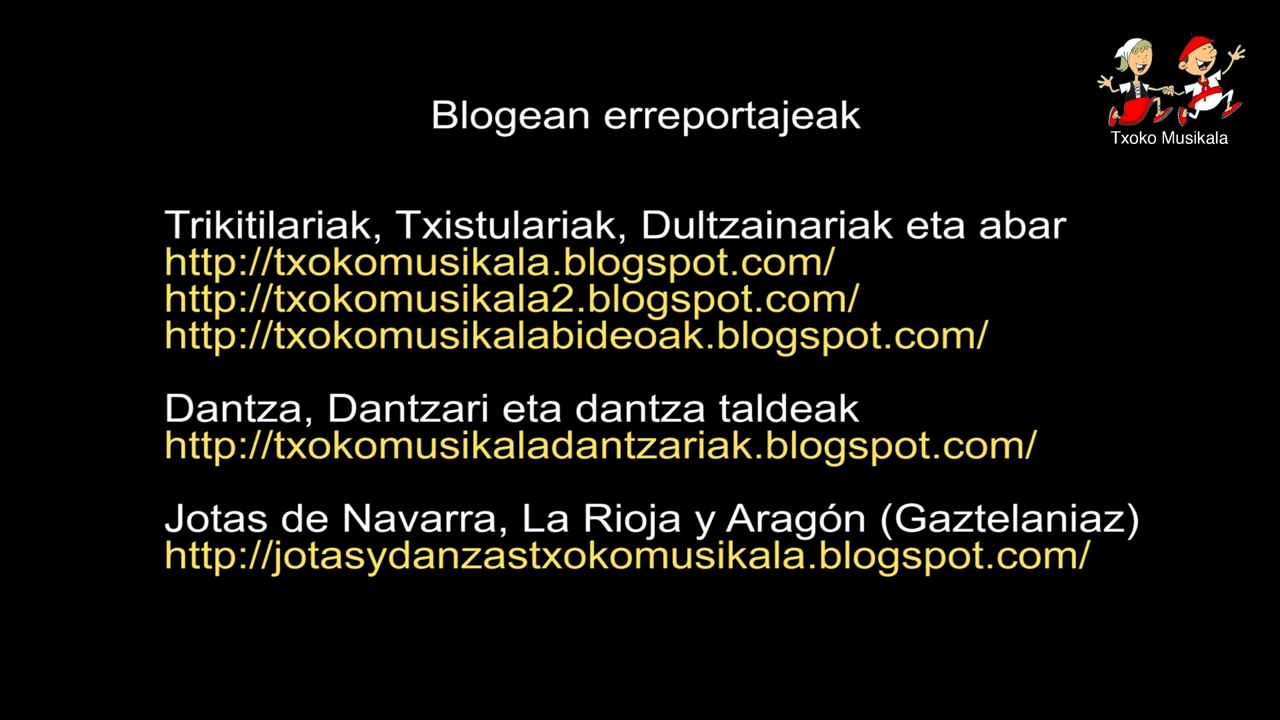 Txoko Musikala
Blogean erreportajeak
Trikitilariak, Txistulariak, Dultzainariak eta abar
http://txokomusikala.blogspot.com/
http://txokomusikala2.blogspot.com/
http://txokomusikalabideoak.blogspot.com/
Dantza, Dantzari eta dantza taldeak
http://txokomusikaladantzariak.blogspot.com/
Jotas de Navarra, La Rioja y Aragón (Gaztelaniaz)
http://jotasydanzastxokomusikala.blogspot.com/